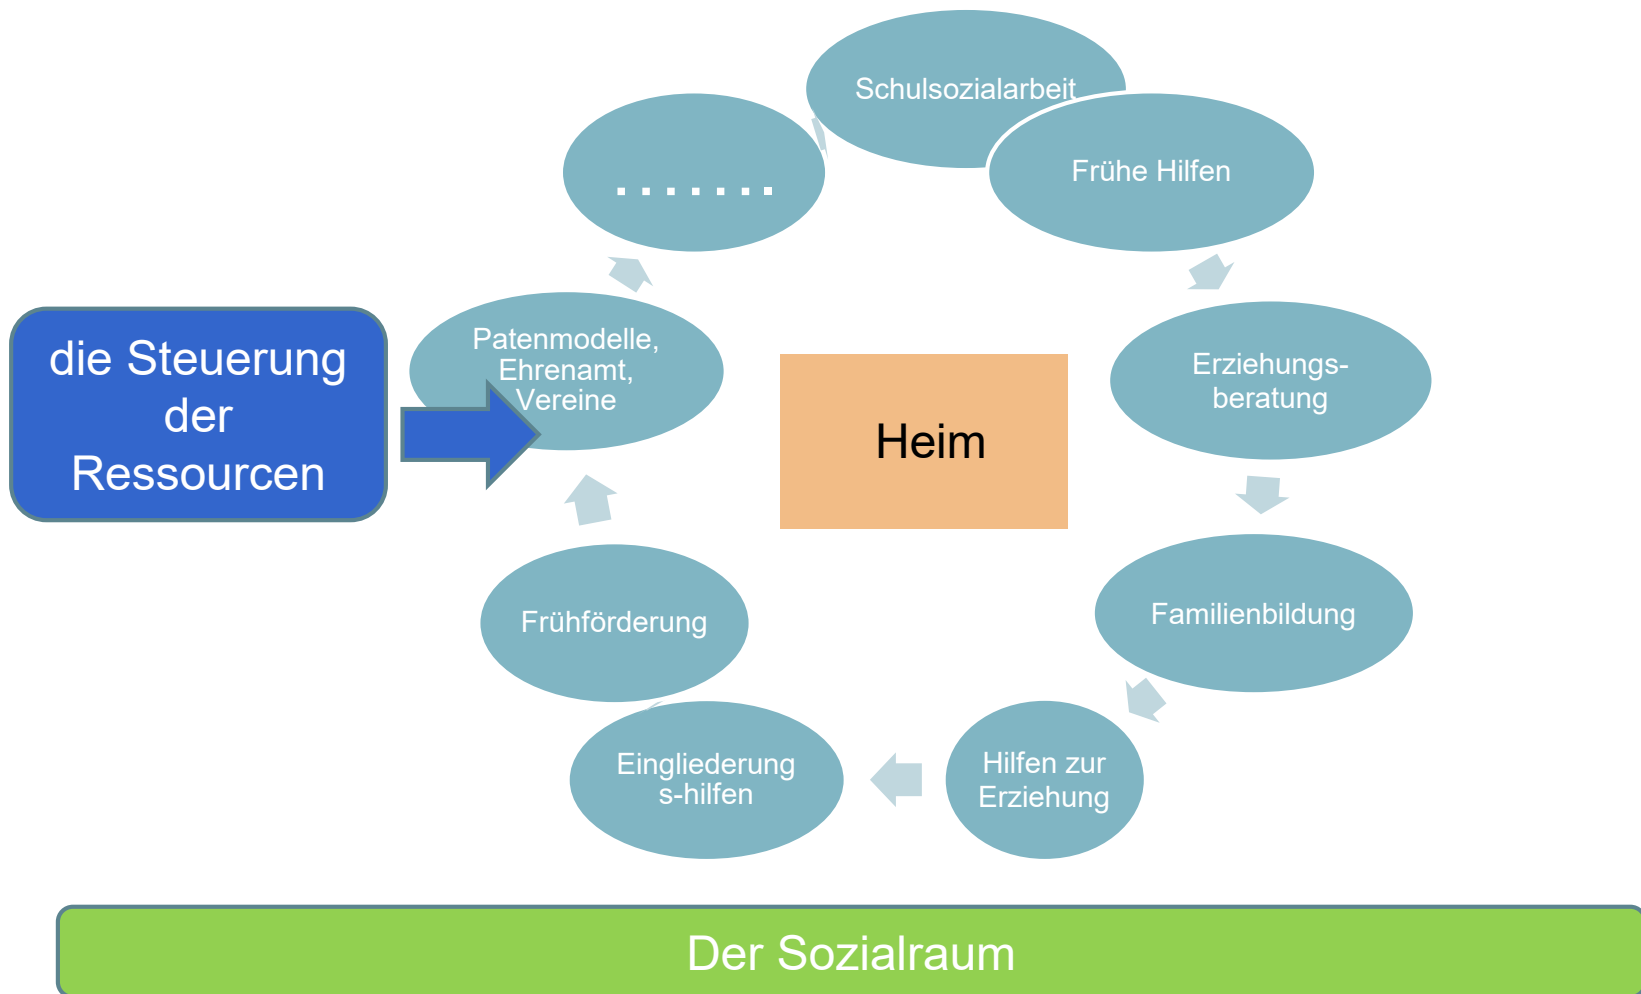 Schulsozialarbeit
Frühe Hilfen
.......
die Steuerung
der
Ressourcen
Patenmodelle,
Ehrenamt,
Vereine
Heim
Erziehungs-
beratung
Frühförderung
Familienbildung
Eingliederung
s-hilfen
Hilfen zur
Erziehung
Der Sozialraum